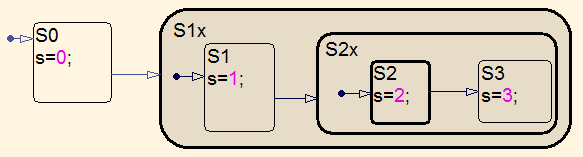 S0
s=0;
S1x
S1
s=1;
S2x
S2
s=2;
S3
s=3;